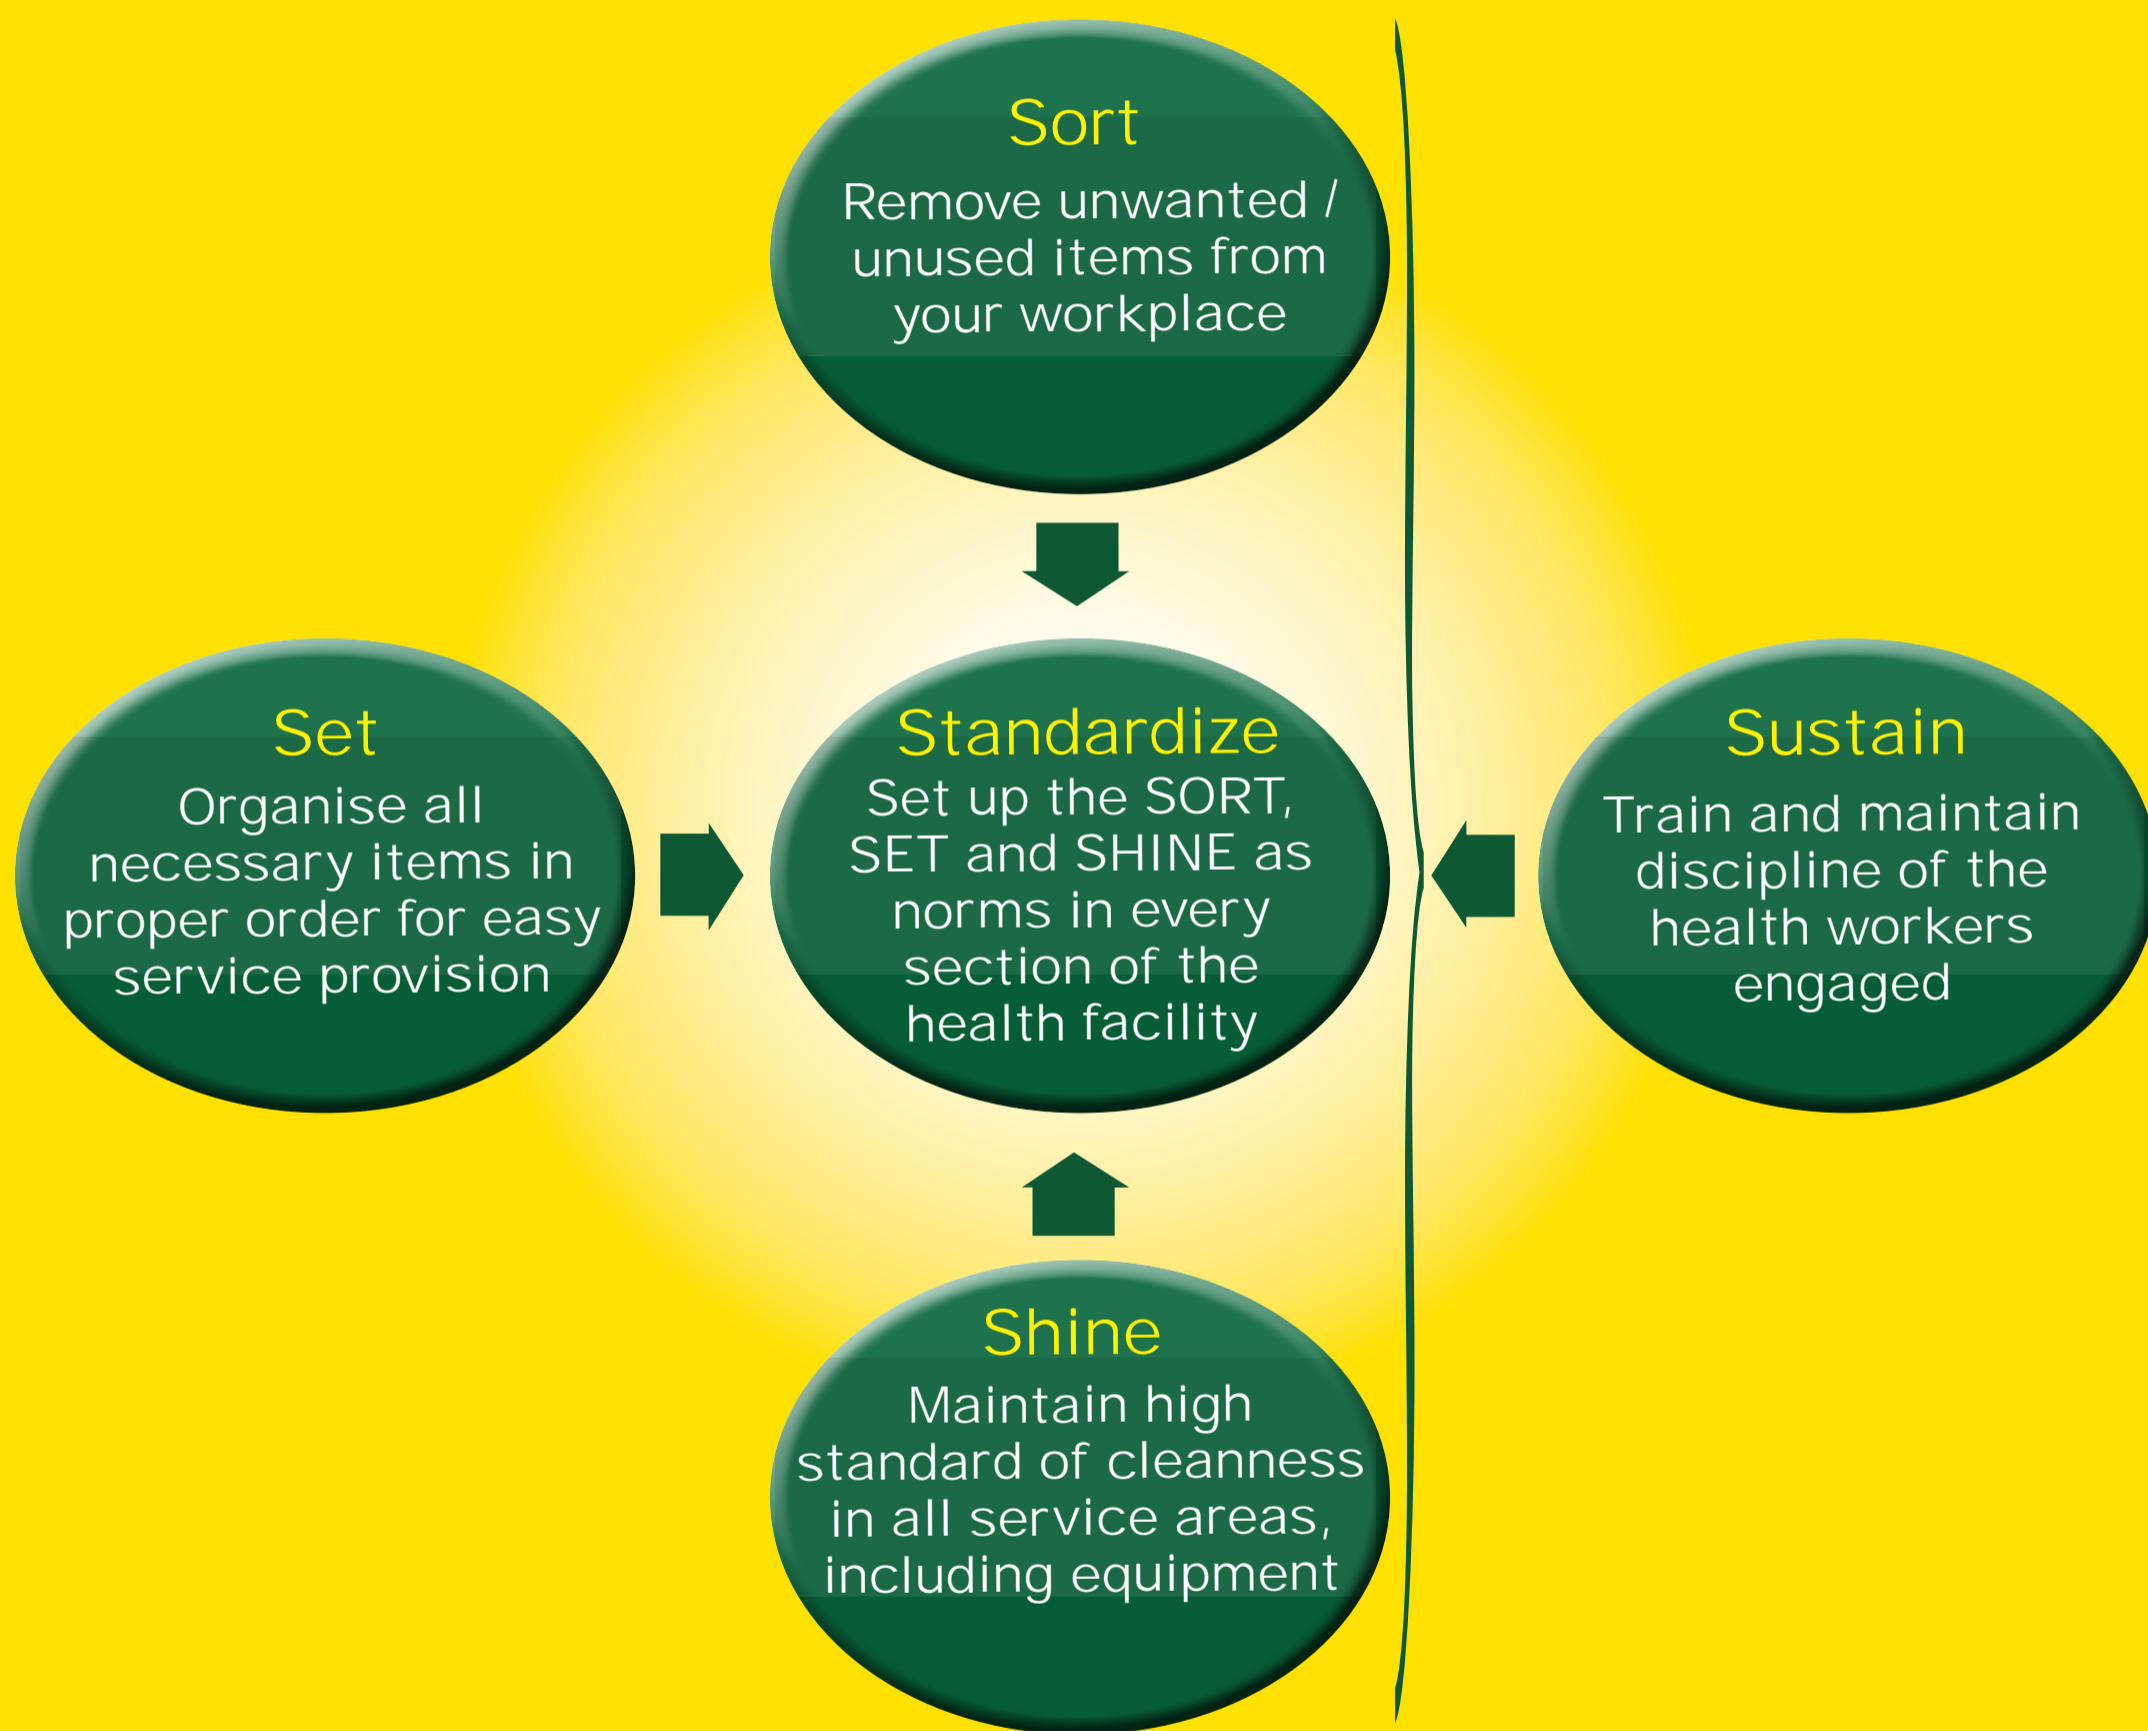 Sort
Remove unwanted /
unused items from
your workplace
Set
Organise all
necessary items in
proper order for easy
service provision
Standardize
Set up the SORT,
SET and SHINE as
norms in every
section of the
health facility
Sustain
Train and maintain
discipline of the
health workers
engaged
Shine
Maintain high
standard of cleanness
in all service areas,
including equipment